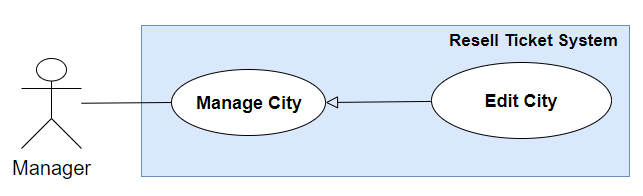 Resell Ticket System
Manage City
Edit City
Manager